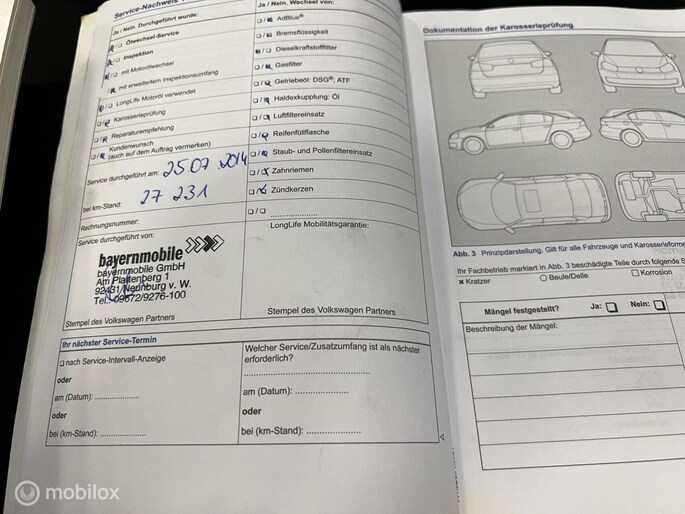 Service-Nachweis
Ja / Nein. Durchgeführt wurde:
Ölwechsel-Service
Inspektion
mit Motorölwechsel
mit erweitertem Inspektionsumfang
LongLife Motoröl verwendet
Karosserieprüfung
Reparaturempfehlung
Kundenwunsch
(auch auf dem Auftrag vermerken)
Service durchgeführt am: 25.07.2014
bei km-Stand: 27 231
Rechnungsnummer:
Service durchgeführt von:
bayernmobile
bayernmobile GmbH
Am Plattenberg 1
92431 Neunburg v. W.
Tel.: 09672/9276-100
Stempel des Volkswagen Partners
Ja / Nein. Wechsel von:
AdBlue®
Bremsflüssigkeit
Dieselkraftstofffilter
Gasfilter
Getriebeöl: DSG®, ATF
Haldexkupplung: Öl
Luftfiltereinsatz
Reifenfüllflasche
Staub- und Pollenfiltereinsatz
Zahnriemen
Zündkerzen
LongLife Mobilitätsgarantie:
Stempel des Volkswagen Partners
Ihr nächster Service-Termin
nach Service-Intervall-Anzeige
oder
am (Datum):
oder
bei (km-Stand):
Welcher Service/Zusatzumfang ist als nächster
erforderlich?
am (Datum):
oder
bei (km-Stand):
Dokumentation der Karosserieprüfung
Abb. 3 Prinzipdarstellung. Gilt für alle Fahrzeuge und Karosserieforme
Ihr Fachbetrieb markiert in Abb. 3 beschädigte Teile durch folgende S
× Kratzer
Beule/Delle
Korrosion
Mängel festgestellt? Ja: Nein:
Beschreibung der Mängel:
mobilox